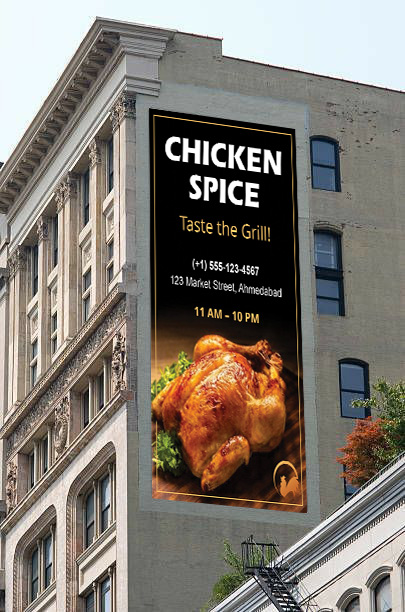 CHICKEN
SPICE
Taste the Grill!
(+1) 555-123-4567
123 Market Street, Ahmedabad
11 AM – 10 PM